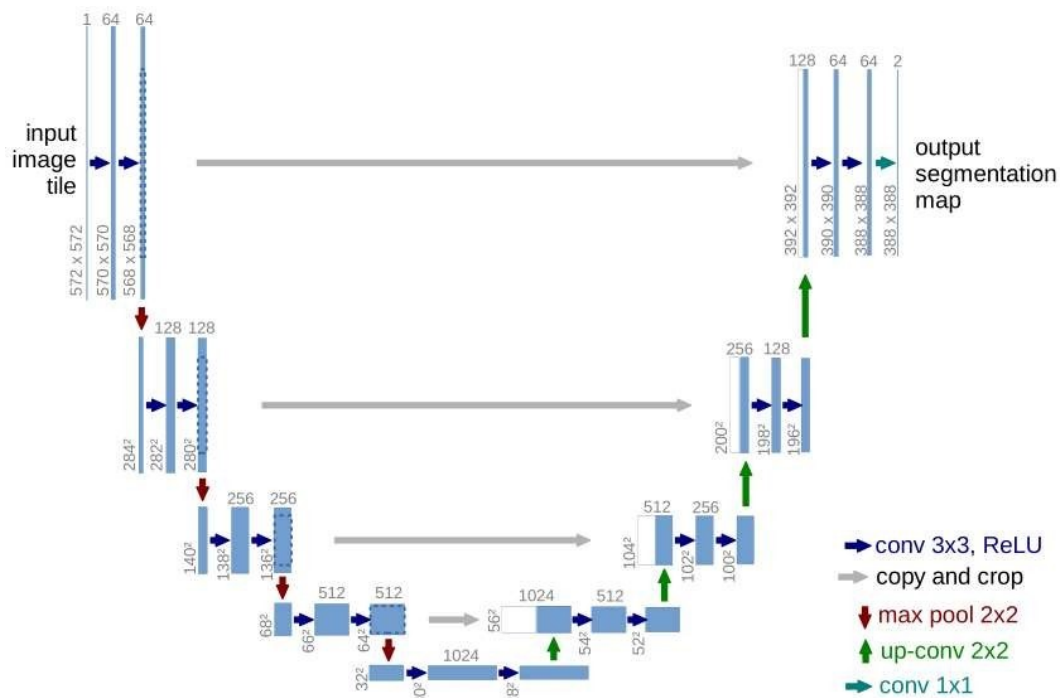 1 64 64
128 64 64 2
input
image
tile
output
segmentation
map
572 x 572
570 x 570
568 x 568
392 x 392
390 x 390
388 x 388
388 x 388
128 128
256 128
284²
282²
280²
200²
198²
196²
256 256
512 256
140²
138²
136²
104²
102²
100²
512 512
1024 512
68²
66²
64²
56²
54²
52²
1024
32²
0²
8²
conv 3x3, ReLU
copy and crop
max pool 2x2
up-conv 2x2
conv 1x1